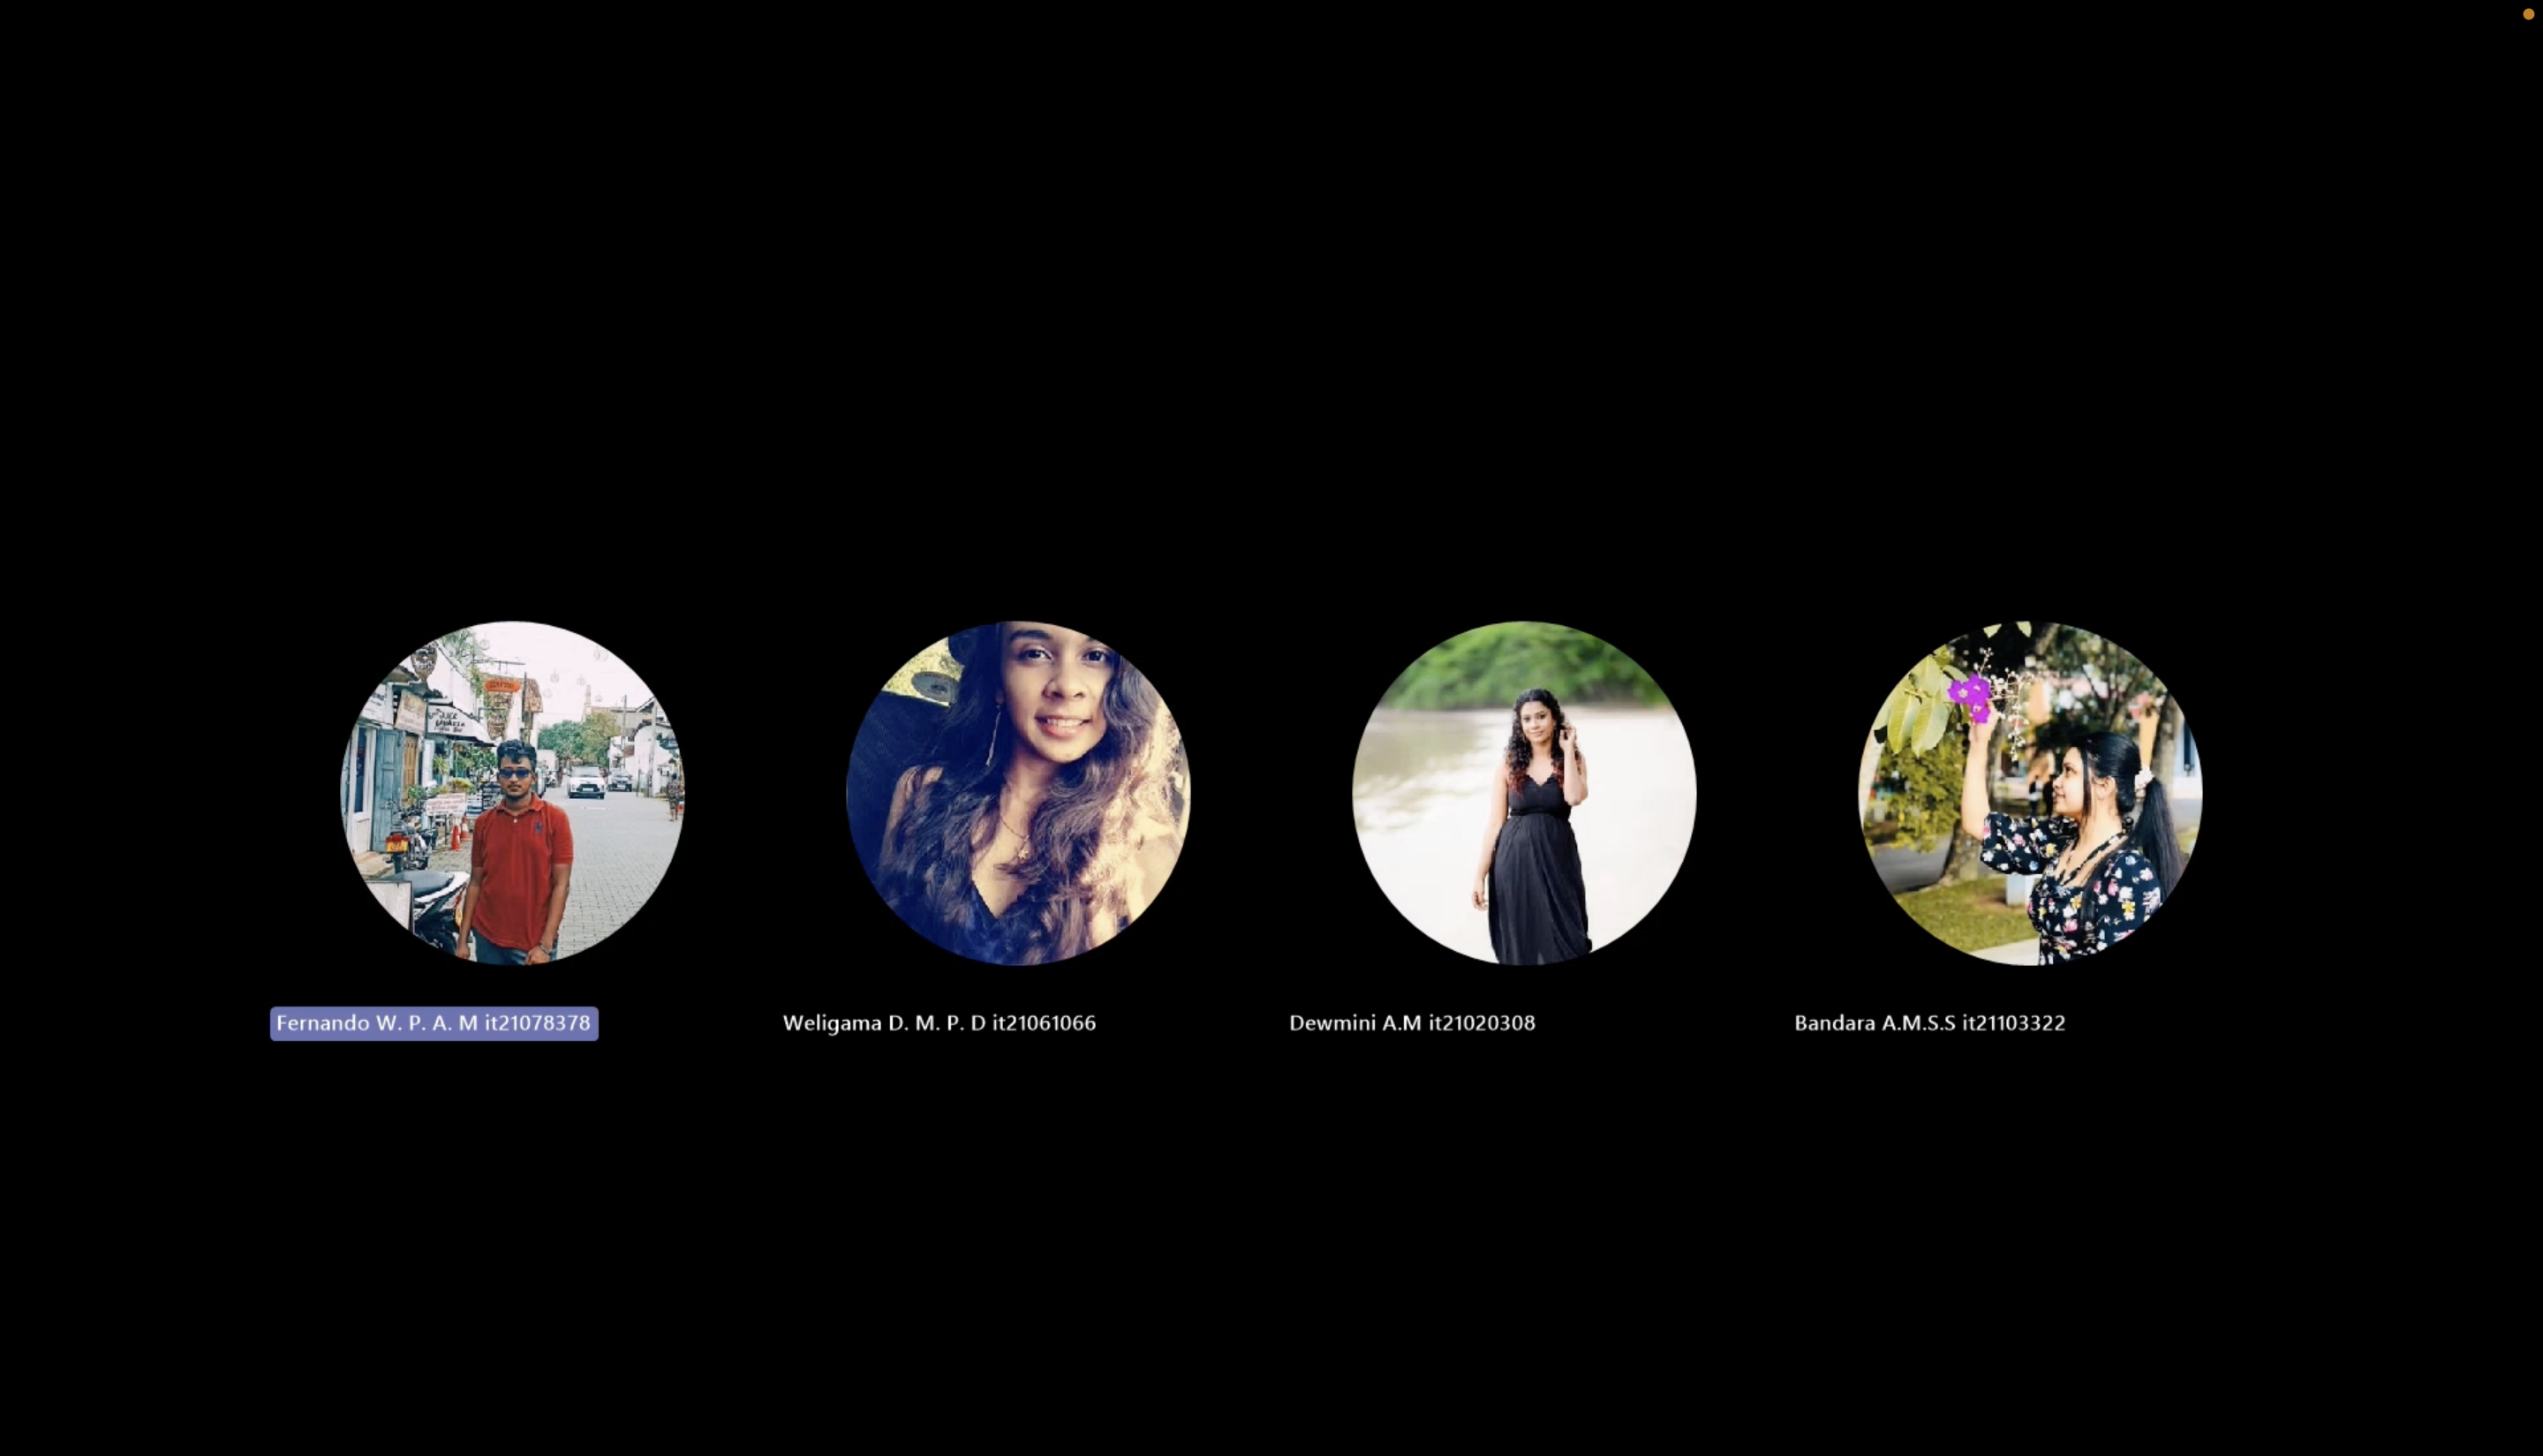 Fernando W. P. A. M it21078378
Weligama D. M. P. D it21061066
Dewmini A.M it21020308
Bandara A.M.S.S it21103322